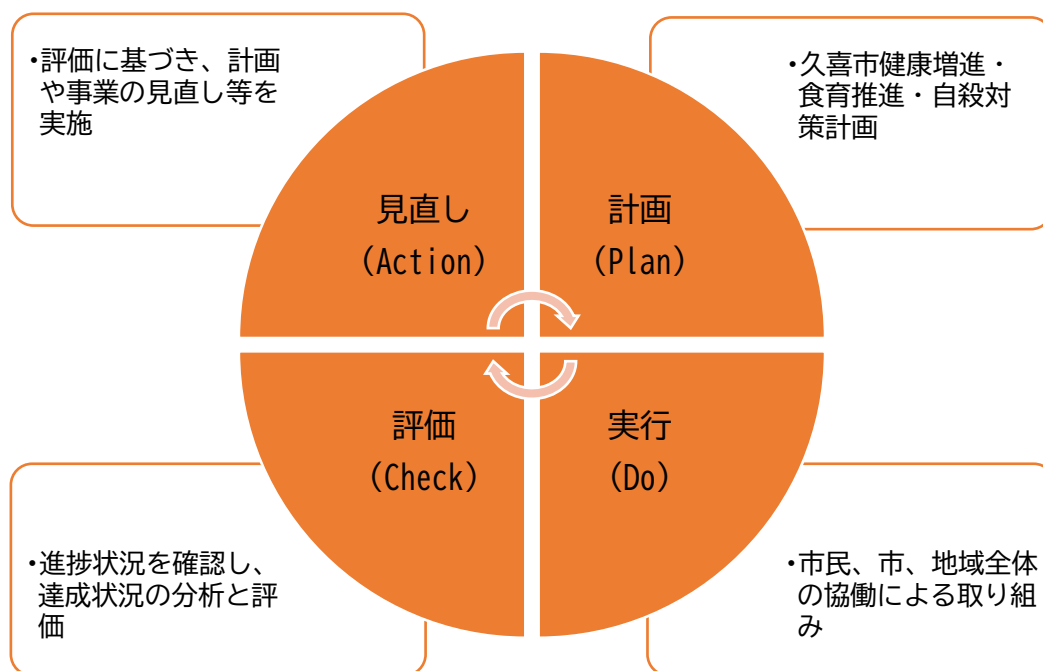 ・評価に基づき、計画
や事業の見直し等を
実施
・久喜市健康増進・
食育推進・自殺対
策計画
見直し
(Action)
計画
(Plan)
評価
(Check)
実行
(Do)
・進捗状況を確認し、
達成状況の分析と評
価
・市民、市、地域全体
の協働による取り組
み